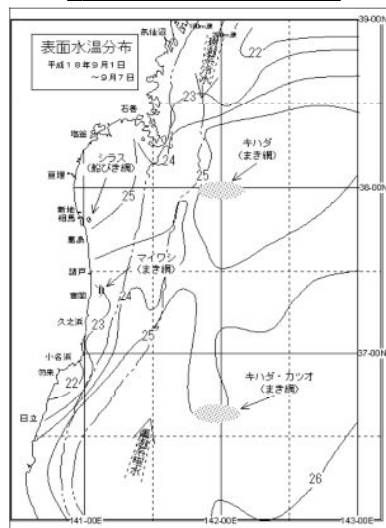 39-00N
気仙沼
22
表面水温分布
平成18年9月1日
～9月7日
23
石巻
塩釜
24
シラス
(船びき網)
キハダ
(まき網)
亘理
25
25
38-00N
新地
相馬
鹿島
マイワシ
(まき網)
請戸
24
富岡
久之浜
23
25
37-00N
小名浜
勿来
22
キハダ・カツオ
(まき網)
日立
26
141-00E
142-00E
143-00E